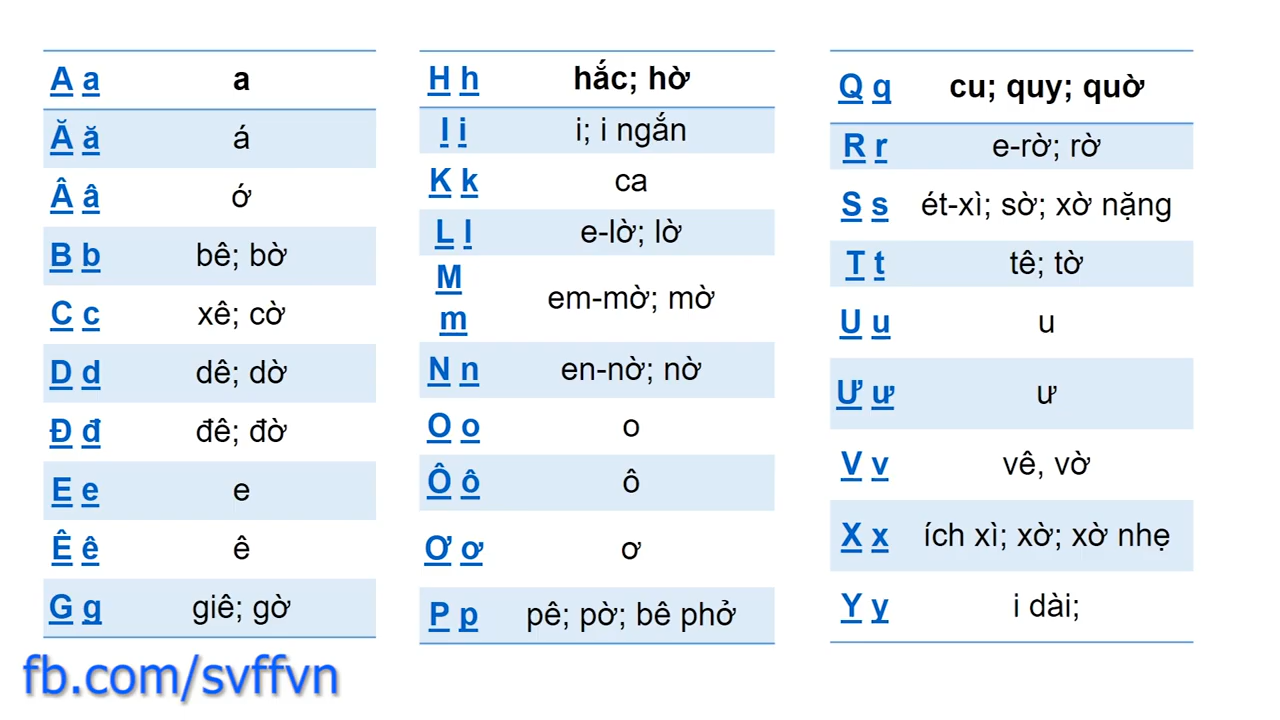 A a a
Ă ă á
Â â ớ
B b bê; bờ
C c xê; cờ
D d dê; dờ
Đ đ đê; đờ
E e e
Ê ê ê
G g giê; gờ
H h hắc; hờ
I i i; i ngắn
K k ca
L l e-lờ; lờ
M
m em-mờ; mờ
N n en-nờ; nờ
O o o
Ô ô ô
Ơ ơ ơ
P p pê; pờ; bê phở
Q q cu; quy; quờ
R r e-rờ; rờ
S s ét-xì; sờ; xờ nặng
T t tê; tờ
U u u
Ư ư ư
V v vê, vờ
X x ích xì; xờ; xờ nhẹ
Y y i dài;
fb.com/svffvn